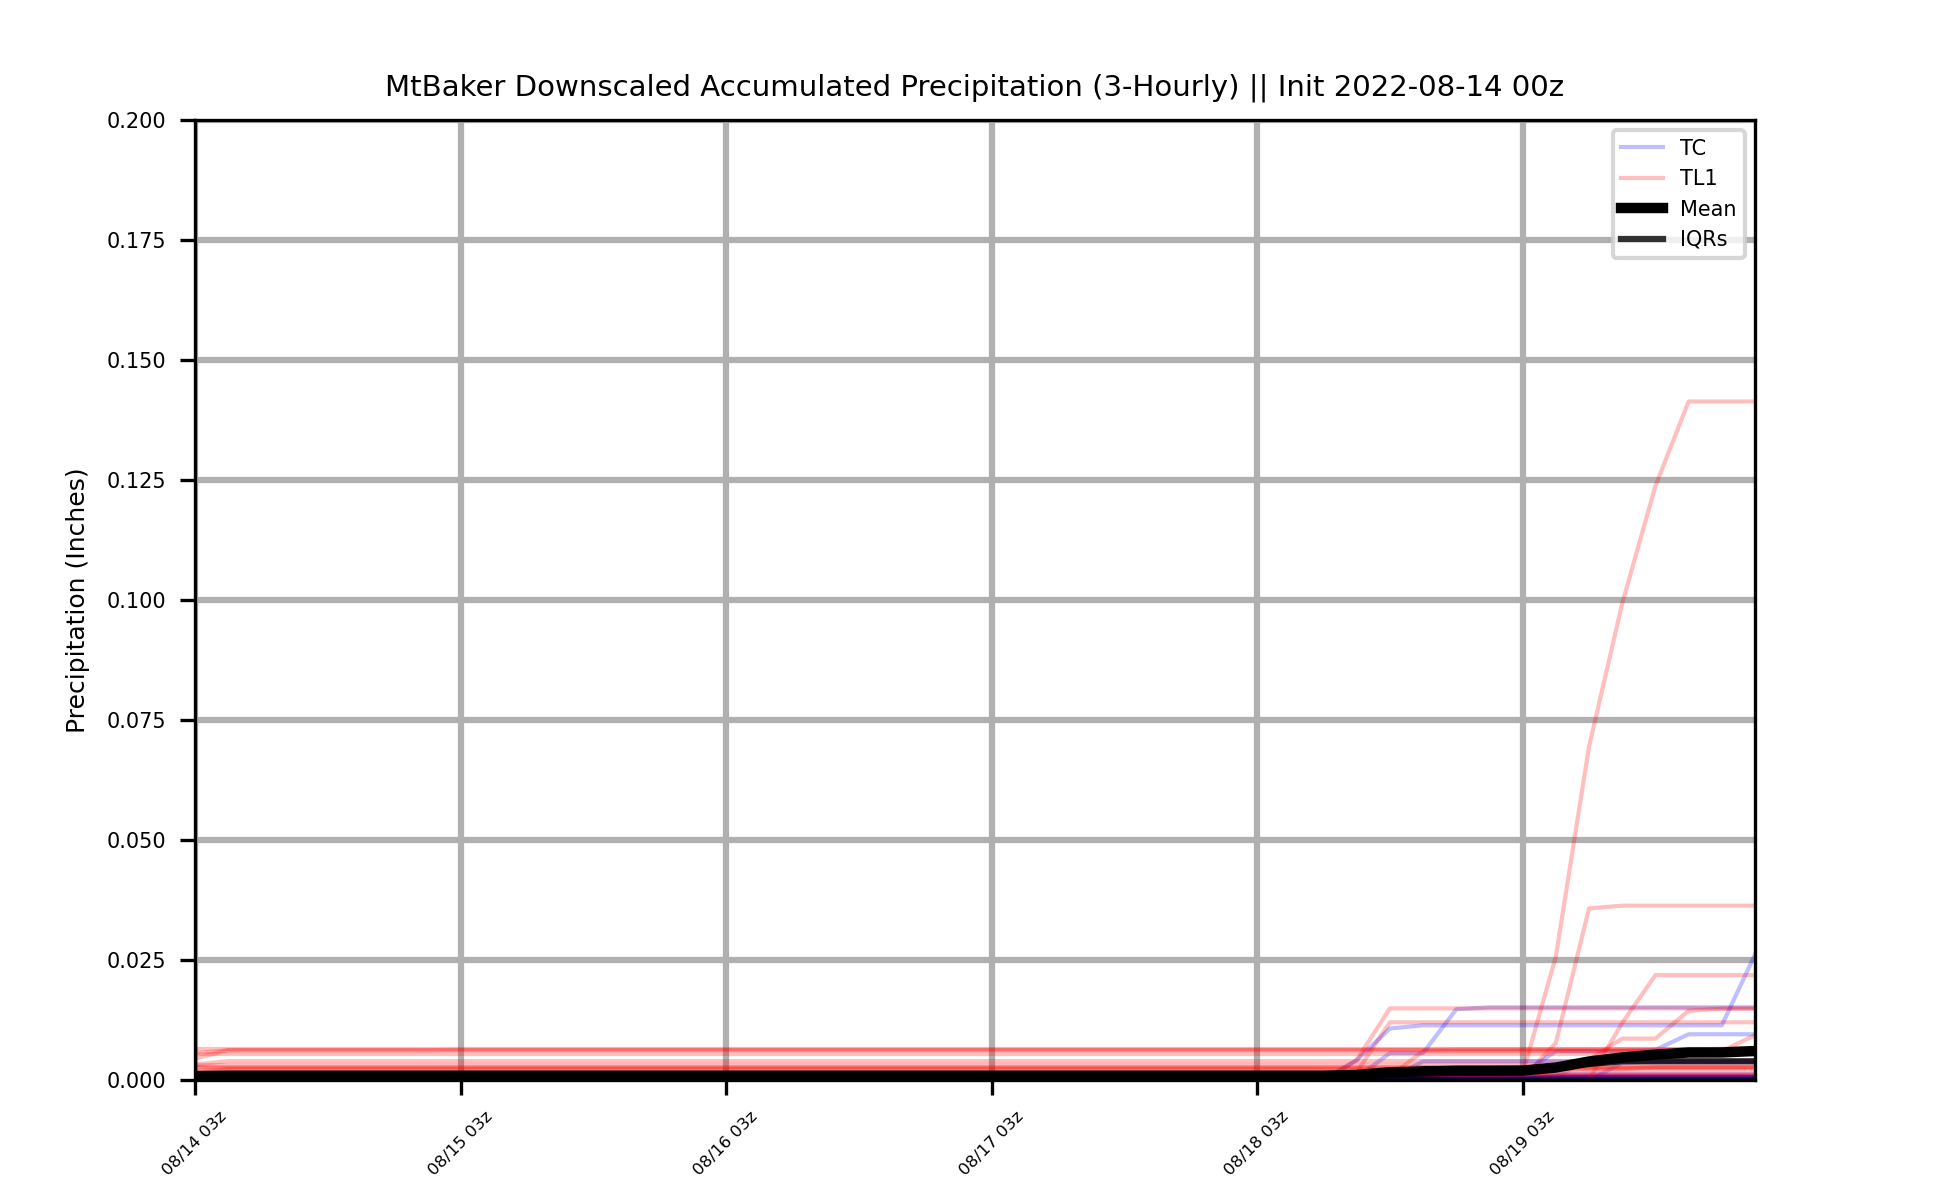 MtBaker Downscaled Accumulated Precipitation (3-Hourly) || Init 2022-08-14 00z
TC
TL1
Mean
IQRs
Precipitation (Inches)
0.200
0.175
0.150
0.125
0.100
0.075
0.050
0.025
0.000
08/14 03z
08/15 03z
08/16 03z
08/17 03z
08/18 03z
08/19 03z